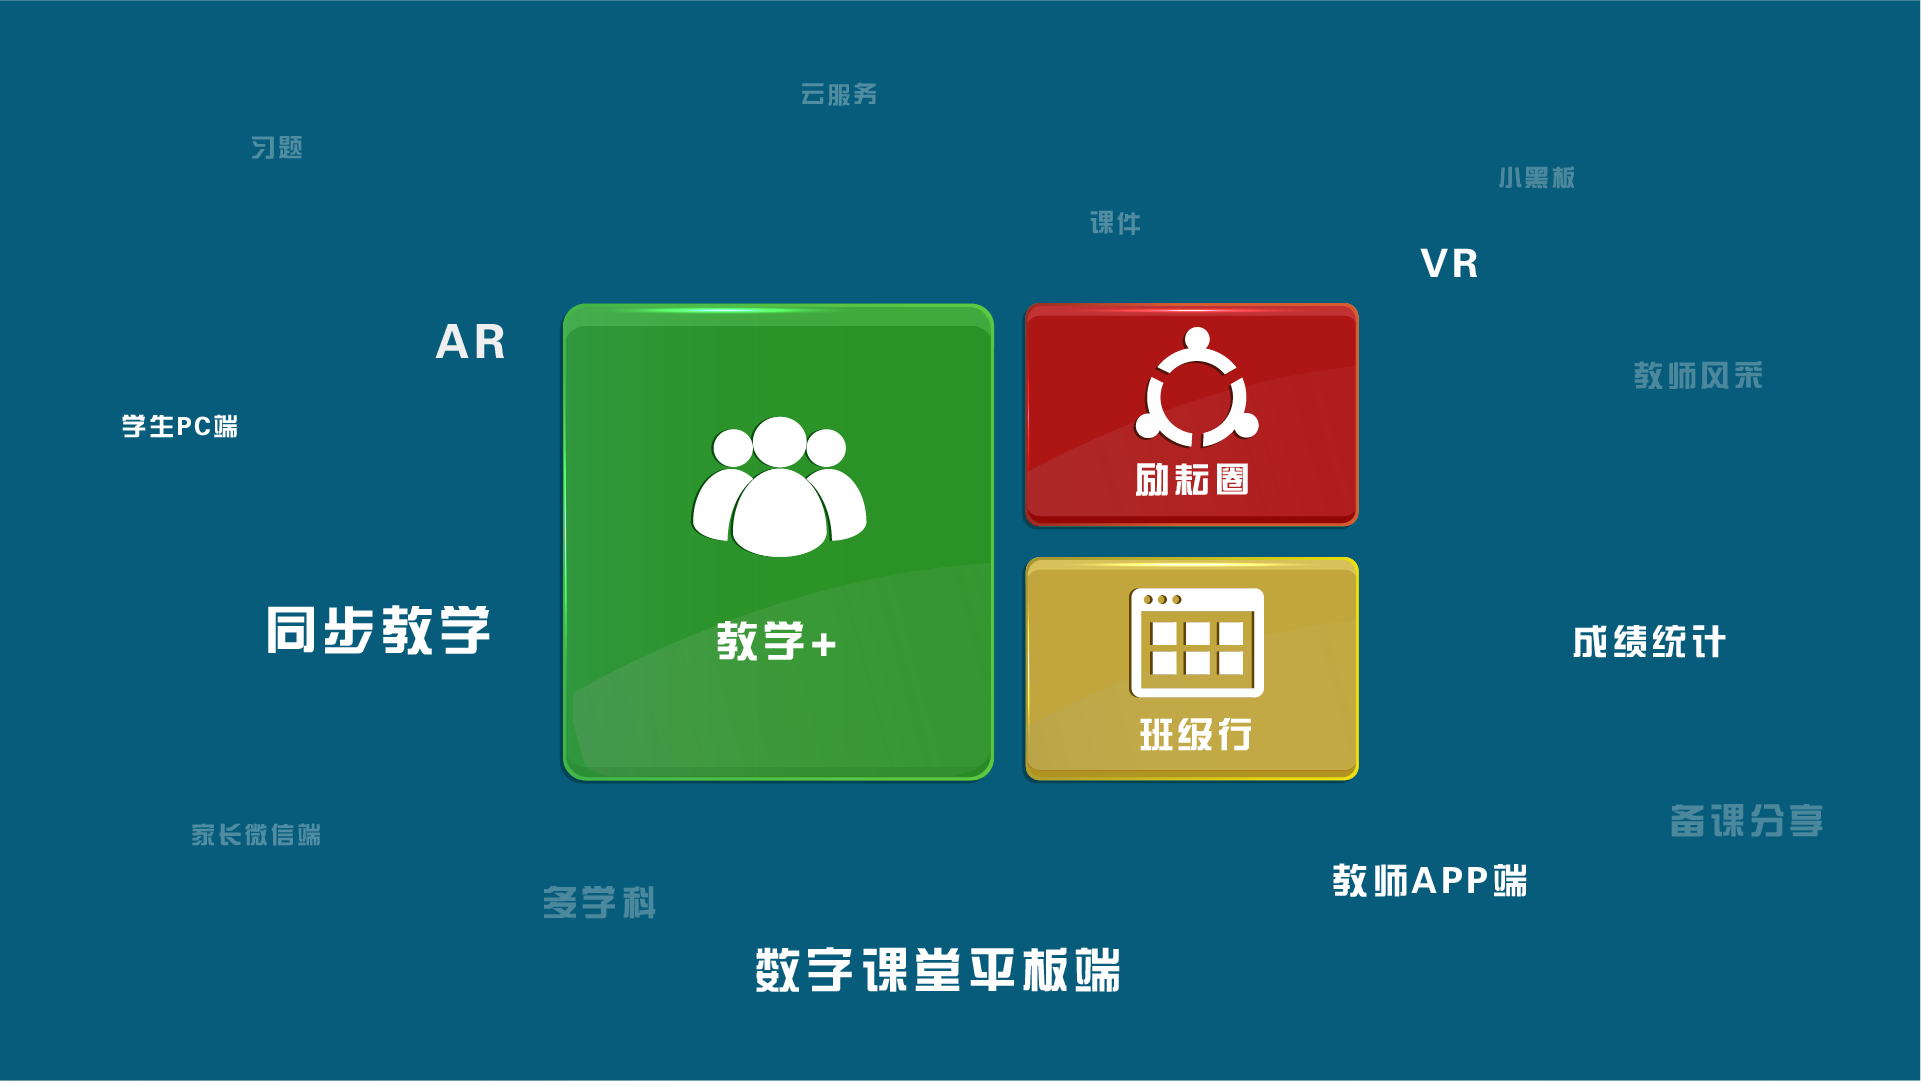 云服务
习题
小黑板
课件
VR
AR
教师风采
学生PC端
励耘圈
同步教学
教学+
成绩统计
班级行
备课分享
家长微信端
教师APP端
多学科
数字课堂平板端